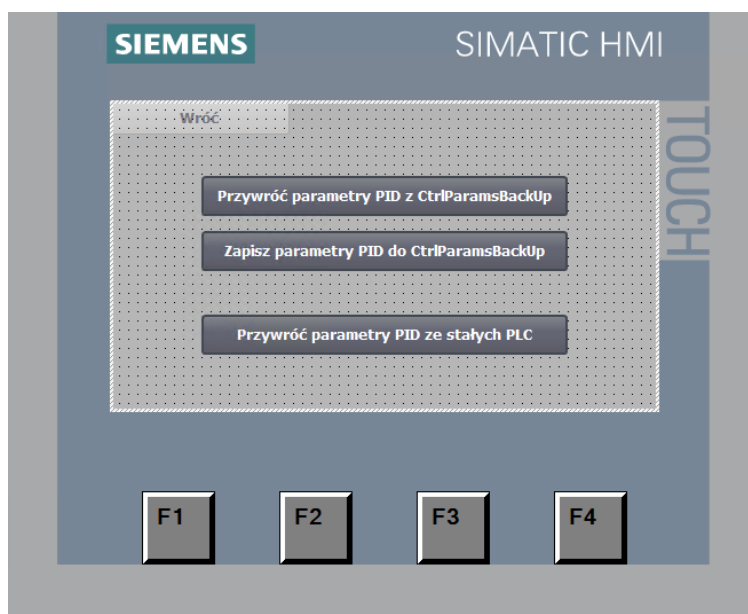 SIEMENS
SIMATIC HMI
TOUCH
Wróć
Przywróć parametry PID z CtrlParamsBackUp
Zapisz parametry PID do CtrlParamsBackUp
Przywróć parametry PID ze stałych PLC
F1 F2 F3 F4